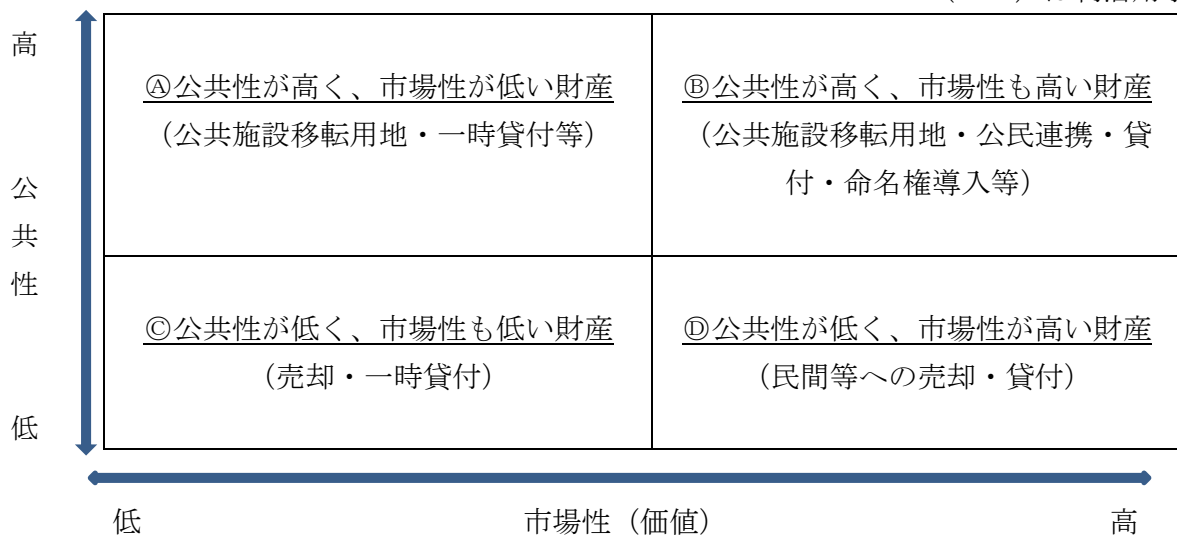 高
Ⓐ公共性が高く、市場性が低い財産
（公共施設移転用地・一時貸付等）
Ⓑ公共性が高く、市場性も高い財産
（公共施設移転用地・公民連携・貸
付・命名権導入等）
公
共
性
Ⓒ公共性が低く、市場性も低い財産
（売却・一時貸付）
Ⓓ公共性が低く、市場性が高い財産
（民間等への売却・貸付）
低
低
市場性（価値）
高